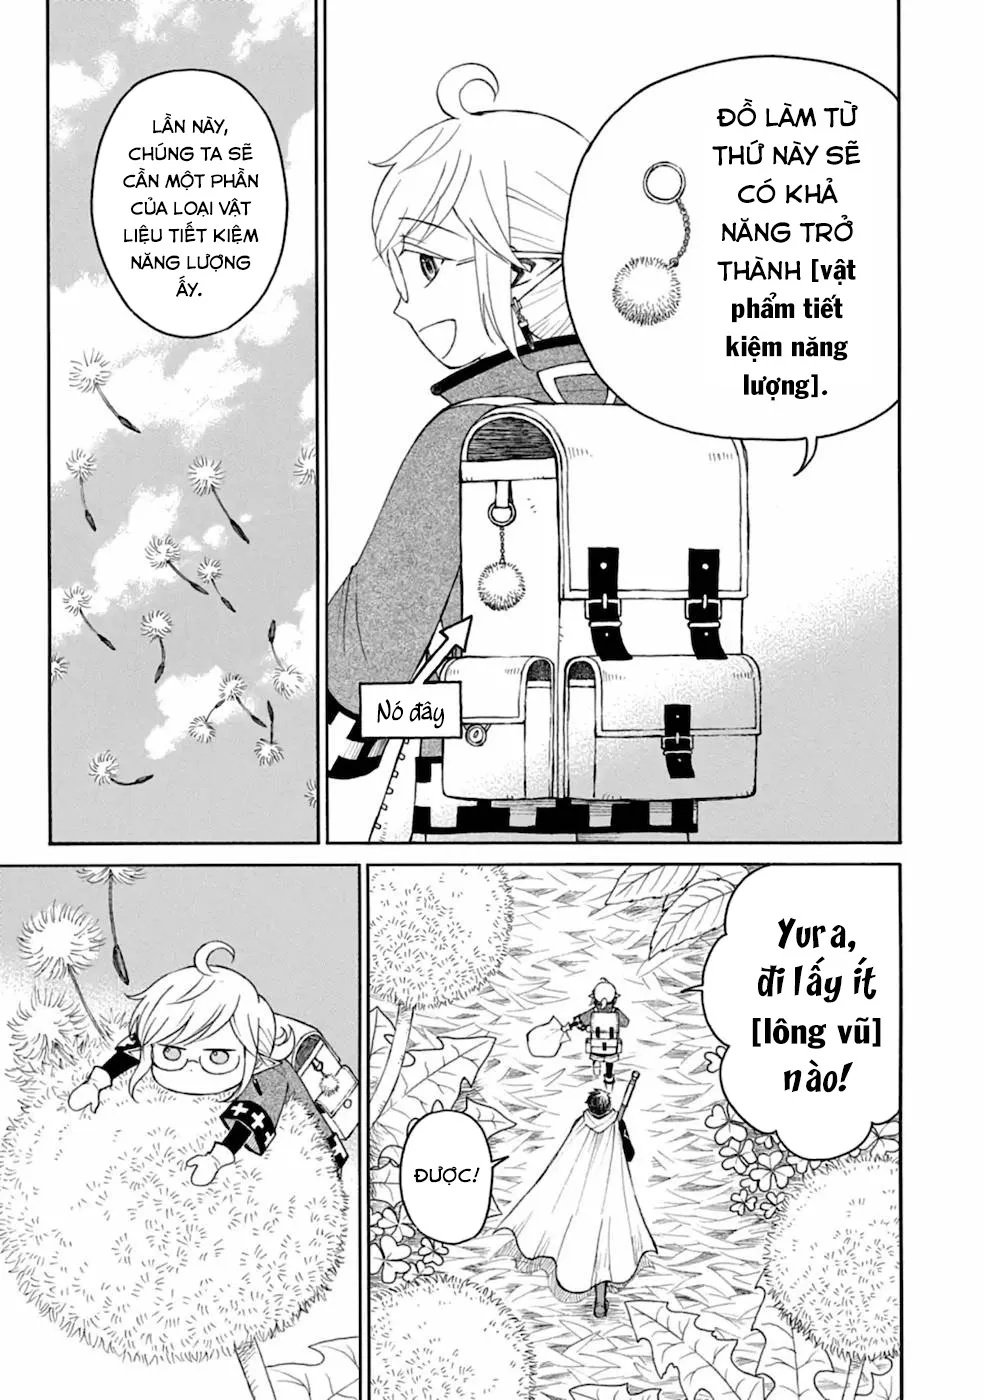 ĐỒ LÀM TỪ
THỨ NÀY SẼ
CÓ KHẢ
NĂNG TRỞ
THÀNH [vật
phẩm tiết
kiệm năng
lượng].
Nó đây
LẦN NÀY,
CHÚNG TA SẼ
CẦN MỘT PHẦN
CỦA LOẠI VẬT
LIỆU TIẾT KIỆM
NĂNG LƯỢNG
ẤY.
Yura,
đi lấy ít
[lông vũ]
nào!
ĐƯỢC!